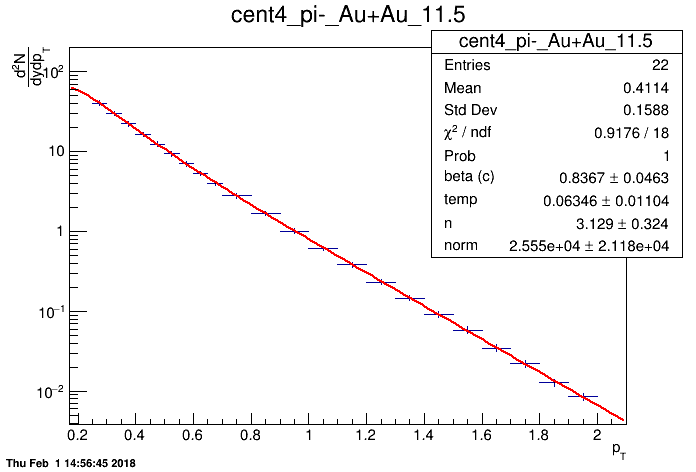 cent4_pi-_Au+Au_11.5
cent4_pi-_Au+Au_11.5
Entries 22
Mean 0.4114
Std Dev 0.1588
χ² / ndf 0.9176 / 18
Prob 1
beta (c) 0.8367 ± 0.0463
temp 0.06346 ± 0.01104
n 3.129 ± 0.324
norm 2.555e+04 ± 2.118e+04
d²N
dydp_T
10²
10
1
10⁻¹
10⁻²
0.2 0.4 0.6 0.8 1 1.2 1.4 1.6 1.8 2
p_T
Thu Feb 1 14:56:45 2018